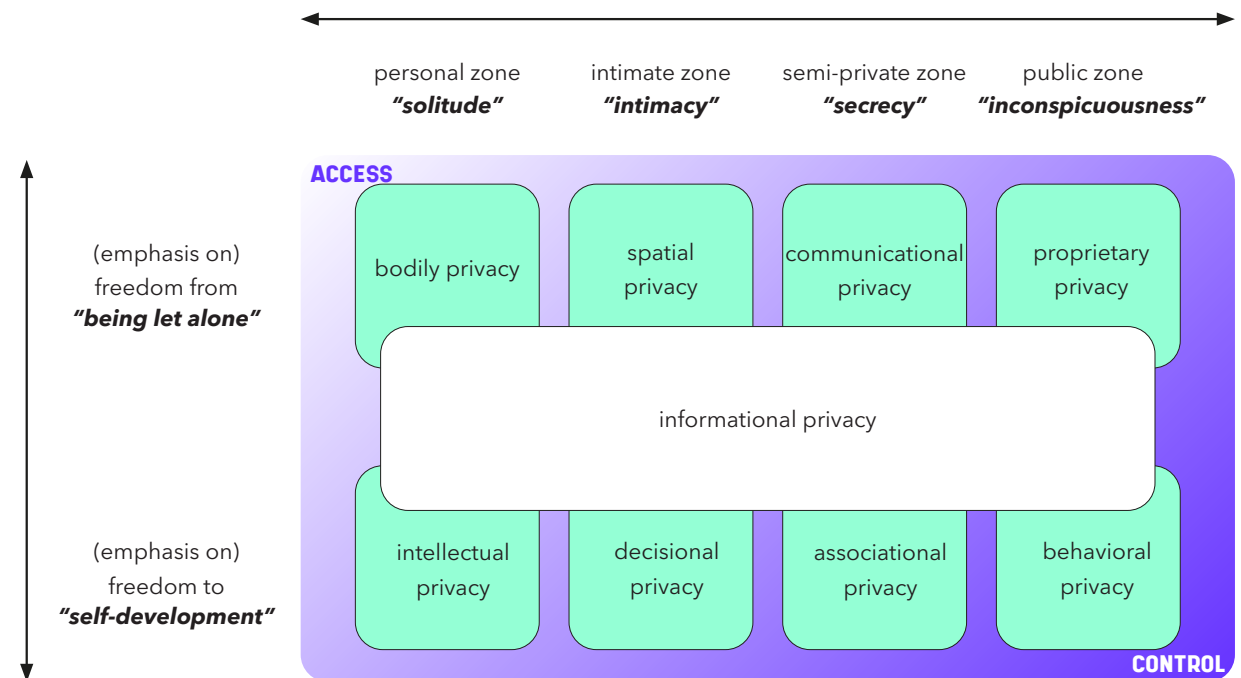 personal zone
“solitude”
intimate zone
“intimacy”
semi-private zone
“secrecy”
public zone
“inconspicuousness”
ACCESS
(emphasis on)
freedom from
“being let alone”
bodily privacy
spatial
privacy
communicational
privacy
proprietary
privacy
informational privacy
(emphasis on)
freedom to
“self-development”
intellectual
privacy
decisional
privacy
associational
privacy
behavioral
privacy
CONTROL